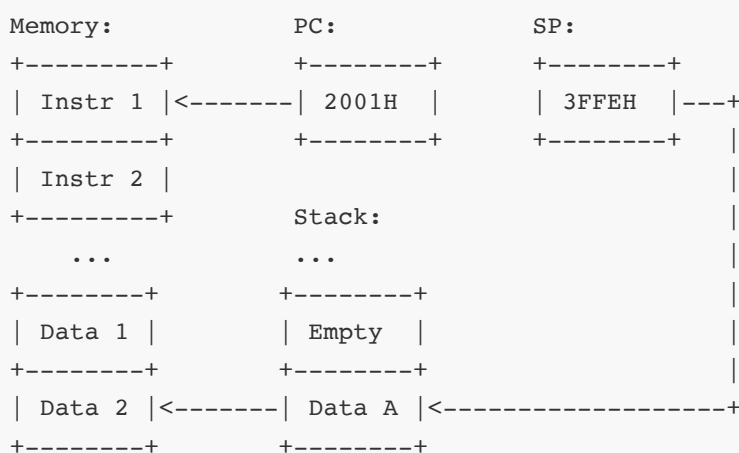 Memory:            PC:             SP:
+---------+        +--------+      +--------+
| Instr 1 |<-------| 2001H  |      | 3FFEH  |---+
+---------+        +--------+      +--------+   |
| Instr 2 |                                     |
+---------+        Stack:                       |
    ...            ...                          |
+--------+        +--------+                    |
| Data 1 |        | Empty  |                    |
+--------+        +--------+                    |
| Data 2 |<-------| Data A |<-------------------+
+--------+        +--------+